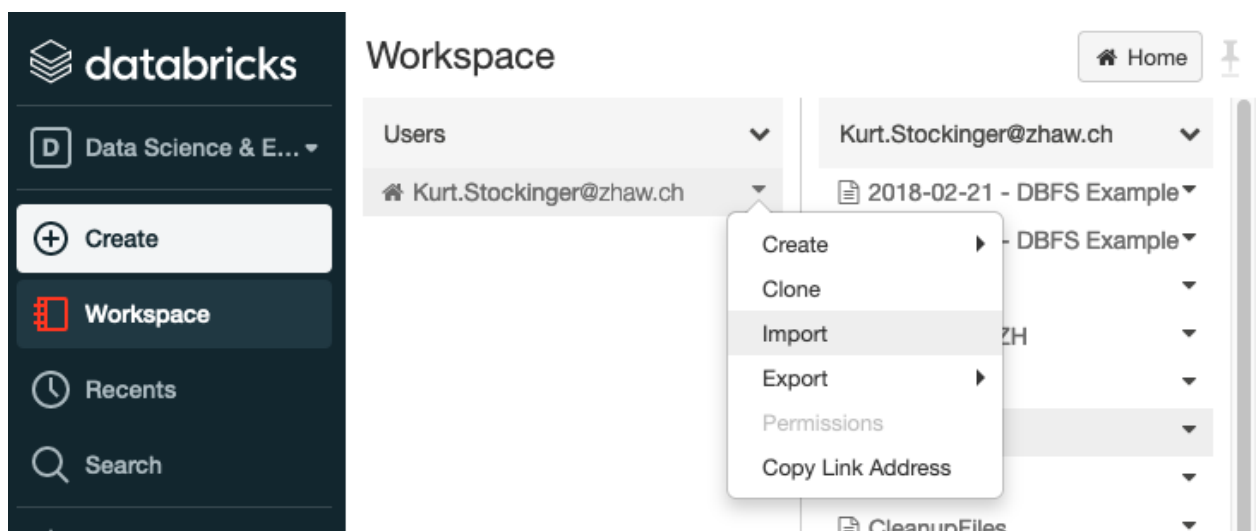 databricks
D Data Science & E...
Create
Workspace
Recents
Search
Workspace
Home
Users
Kurt.Stockinger@zhaw.ch
Kurt.Stockinger@zhaw.ch
2018-02-21 - DBFS Example
- DBFS Example
ZH
CleanupFiles
Create
Clone
Import
Export
Permissions
Copy Link Address